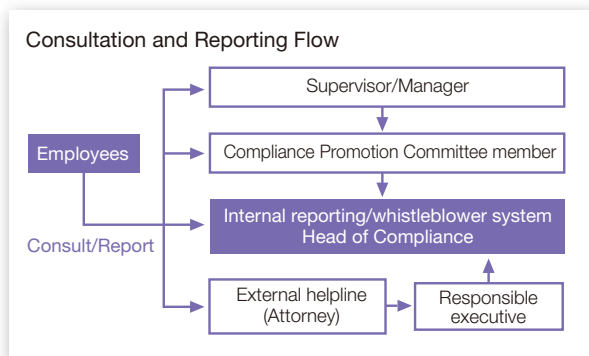 Consultation and Reporting Flow
Supervisor/Manager
Employees
Compliance Promotion Committee member
Internal reporting/whistleblower system
Head of Compliance
Consult/Report
External helpline
(Attorney)
Responsible
executive